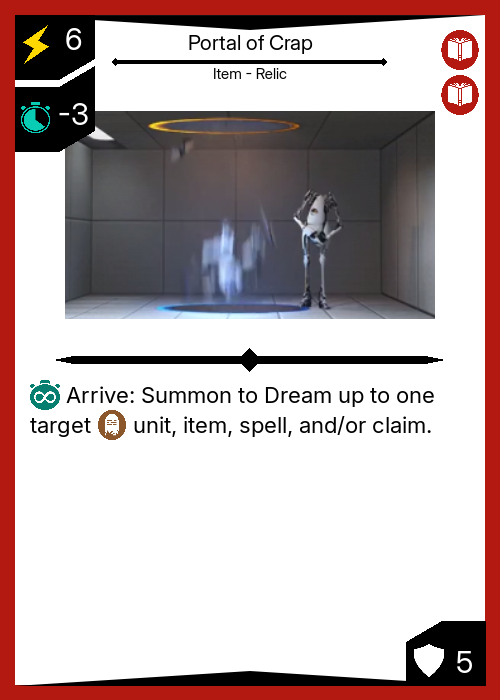 6
Portal of Crap
Item - Relic
-3
Arrive: Summon to Dream up to one
target unit, item, spell, and/or claim.
5